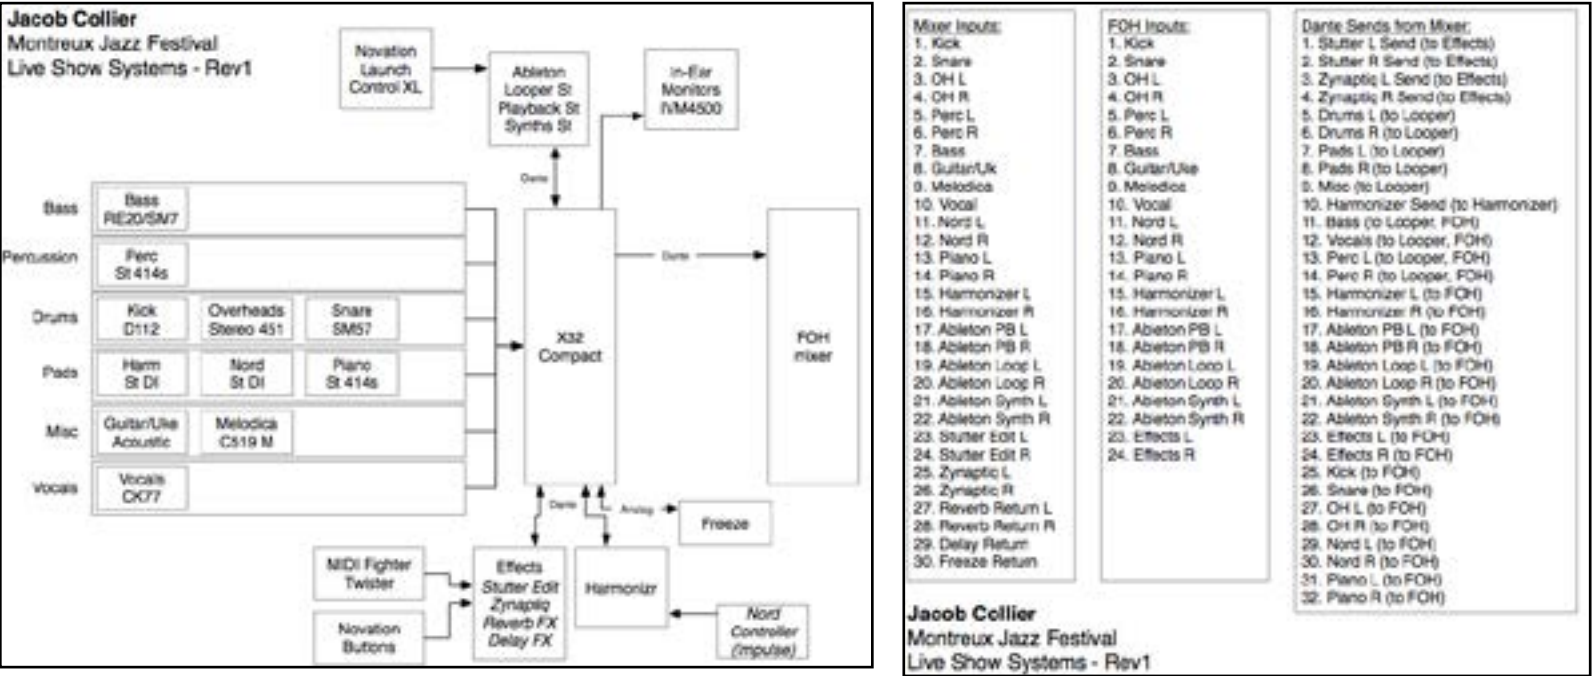 Jacob Collier
Montreux Jazz Festival
Live Show Systems - Rev1
Novation
Launch
Control XL
Ableton
Looper St
Playback St
Synths St
In-Ear
Monitors
IVM4500
Dante
Bass
Bass
RE20/SM7
Percussion
Perc
St 414s
Drums
Kick
D112
Overheads
Stereo 451
Snare
SM57
Pads
Harm
St DI
Nord
St DI
Piano
St 414s
Misc
Guitar/Uke
Acoustic
Melodica
C519 M
Vocals
Vocals
CK77
X32
Compact
Dante
FOH
mixer
Dante
Analog
Freeze
MIDI Fighter
Twister
Novation
Buttons
Effects
Stutter Edit
Zynaptiq
Reverb FX
Delay FX
Harmonizr
Nord
Controller
(Impulse)
Mixer Inputs:
1. Kick
2. Snare
3. OH L
4. OH R
5. Perc L
6. Perc R
7. Bass
8. Guitar/Uk
9. Melodica
10. Vocal
11. Nord L
12. Nord R
13. Piano L
14. Piano R
15. Harmonizer L
16. Harmonizer R
17. Ableton PB L
18. Ableton PB R
19. Ableton Loop L
20. Ableton Loop R
21. Ableton Synth L
22. Ableton Synth R
23. Stutter Edit L
24. Stutter Edit R
25. Zynaptic L
26. Zynaptic R
27. Reverb Return L
28. Reverb Return R
29. Delay Return
30. Freeze Return
FOH Inputs:
1. Kick
2. Snare
3. OH L
4. OH R
5. Perc L
6. Perc R
7. Bass
8. Guitar/Uke
9. Melodica
10. Vocal
11. Nord L
12. Nord R
13. Piano L
14. Piano R
15. Harmonizer L
16. Harmonizer R
17. Ableton PB L
18. Ableton PB R
19. Ableton Loop L
20. Ableton Loop R
21. Ableton Synth L
22. Ableton Synth R
23. Effects L
24. Effects R
Dante Sends from Mixer:
1. Stutter L Send (to Effects)
2. Stutter R Send (to Effects)
3. Zynaptiq L Send (to Effects)
4. Zynaptiq R Send (to Effects)
5. Drums L (to Looper)
6. Drums R (to Looper)
7. Pads L (to Looper)
8. Pads R (to Looper)
9. Misc (to Looper)
10. Harmonizer Send (to Harmonizer)
11. Bass (to Looper, FOH)
12. Vocals (to Looper, FOH)
13. Perc L (to Looper, FOH)
14. Perc R (to Looper, FOH)
15. Harmonizer L (to FOH)
16. Harmonizer R (to FOH)
17. Ableton PB L (to FOH)
18. Ableton PB R (to FOH)
19. Ableton Loop L (to FOH)
20. Ableton Loop R (to FOH)
21. Ableton Synth L (to FOH)
22. Ableton Synth R (to FOH)
23. Effects L (to FOH)
24. Effects R (to FOH)
25. Kick (to FOH)
26. Snare (to FOH)
27. OH L (to FOH)
28. OH R (to FOH)
29. Nord L (to FOH)
30. Nord R (to FOH)
31. Piano L (to FOH)
32. Piano R (to FOH)
Jacob Collier
Montreux Jazz Festival
Live Show Systems - Rev1